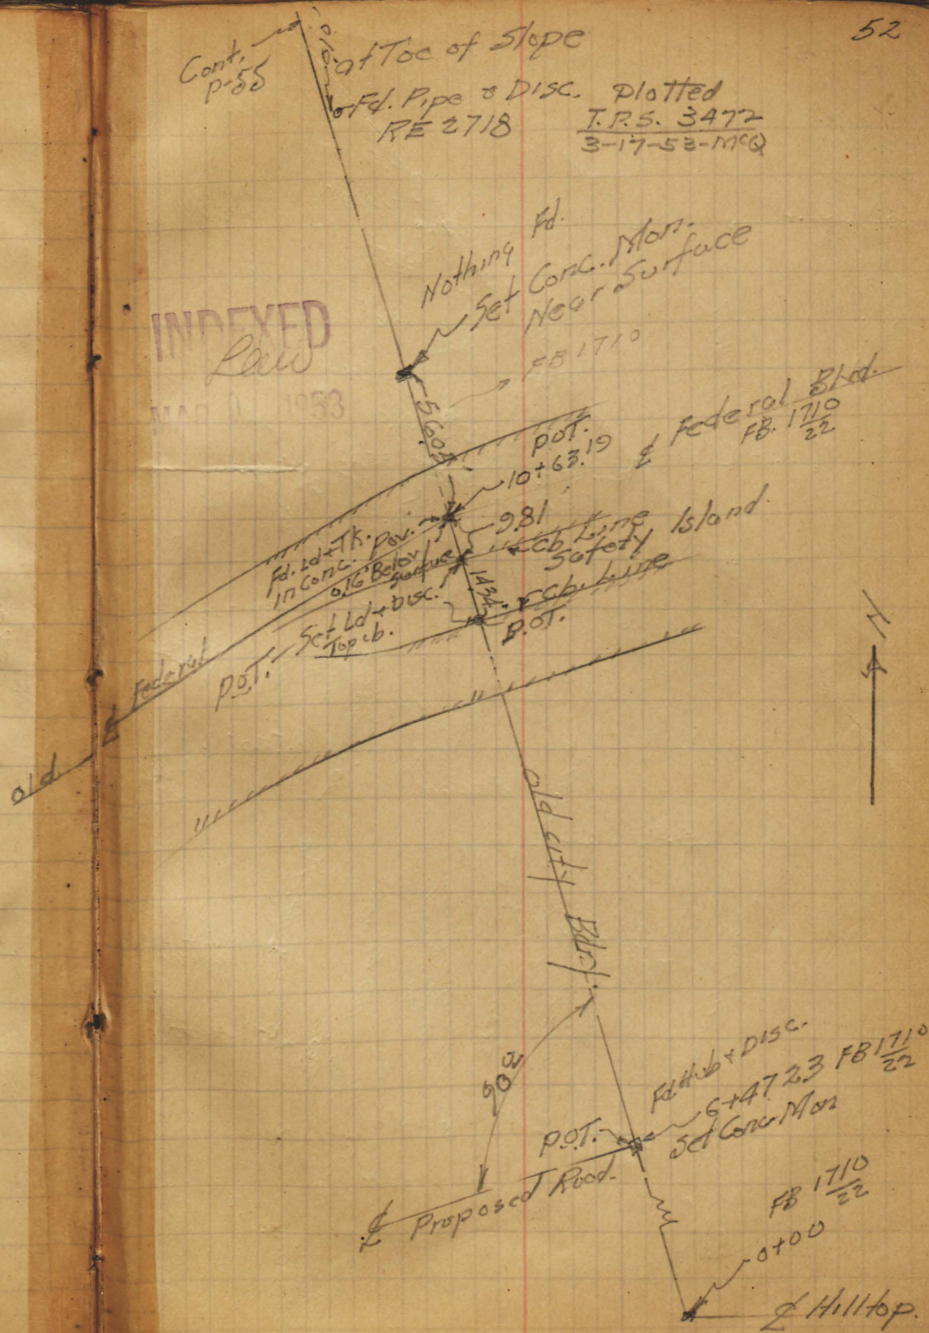 52
Cont.
p-55
at Toe of Slope
Fd. Pipe & Disc.
RE 2718
Plotted
T.P.S. 3472
3-17-53-McQ
Nothing Fd.
Set Conc. Mon.
Near Surface
INDEXED
1953
FB 1710
560
P.O.T.
10+63.19
℄ Federal Blvd.
FB. 1710
22
9.81
cb. Line
Safety Island
Fd. Ld + TK.
in Conc. Pav.
0.16 Below
Surface
Set Ld + Disc.
Top cb.
P.O.T.
14.34
cb. Line
P.O.T.
Old ℄ Federal
N
Old City Bdry.
90°
Fd Hub & Disc.
6+47.23 FB 1710
22
Set Conc Mon
P.O.T.
℄ Proposed Road.
FB 1710
22
0+00
℄ Hilltop.